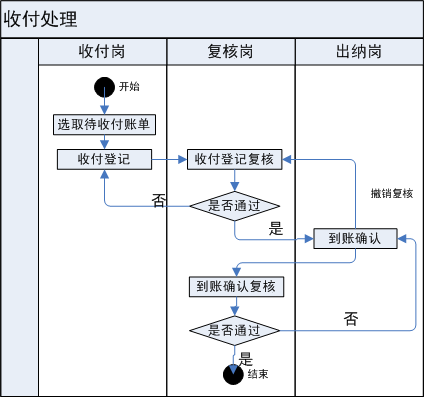 收付处理
收付岗
复核岗
出纳岗
开始
选取待收付账单
收付登记
收付登记复核
撤销复核
否
是否通过
是
到账确认
到账确认复核
否
是否通过
是
结束